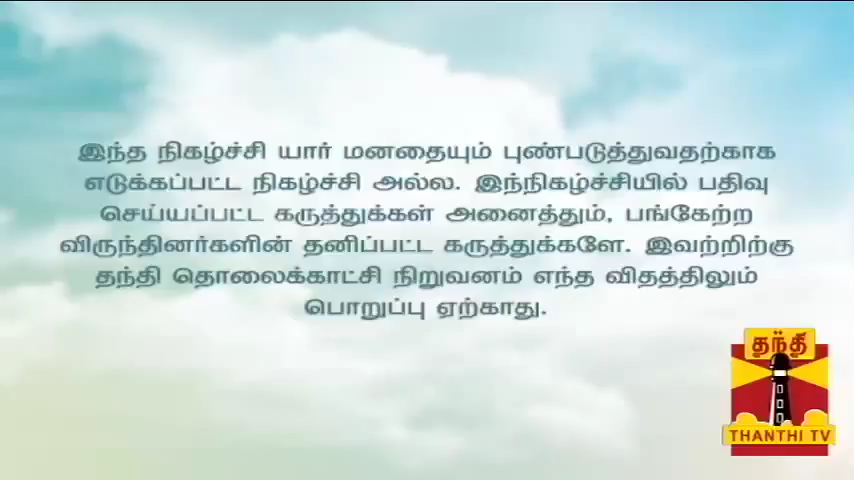 இந்த நிகழ்ச்சி யார் மனதையும் புண்படுத்துவதற்காக
எடுக்கப்பட்ட நிகழ்ச்சி அல்ல. இந்நிகழ்ச்சியில் பதிவு
செய்யப்பட்ட கருத்துக்கள் அனைத்தும், பங்கேற்ற
விருந்தினர்களின் தனிப்பட்ட கருத்துக்களே. இவற்றிற்கு
தந்தி தொலைக்காட்சி நிறுவனம் எந்த விதத்திலும்
பொறுப்பு ஏற்காது.
தந்தி
THANTHI TV